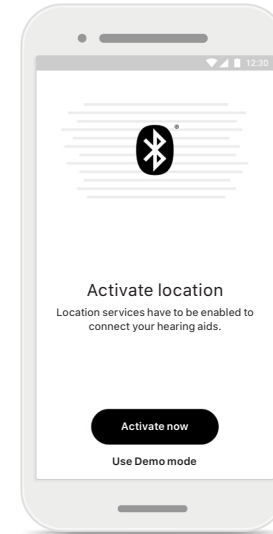 12:30
®
Activate location
Location services have to be enabled to
connect your hearing aids.
Activate now
Use Demo mode